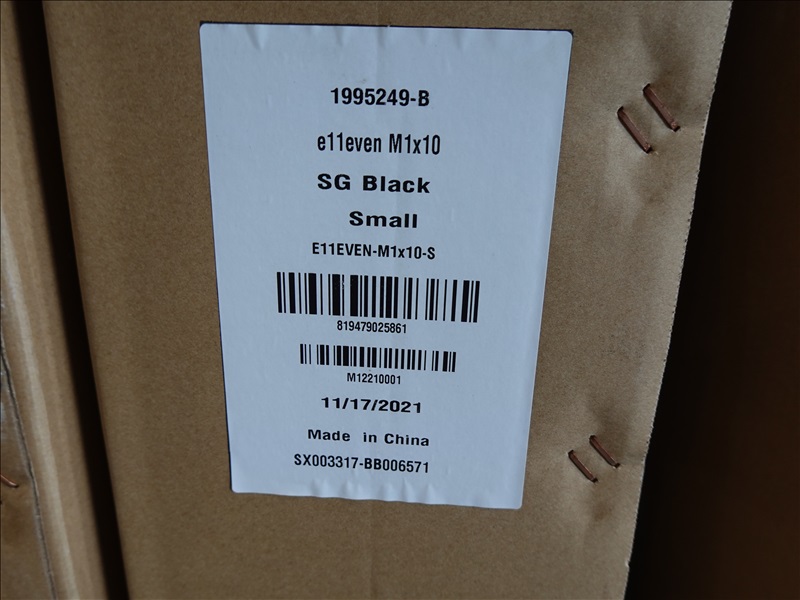 1995249-B
e11even M1x10
SG Black
Small
E11EVEN-M1x10-S
819479025861
M12210001
11/17/2021
Made in China
SX003317-BB006571